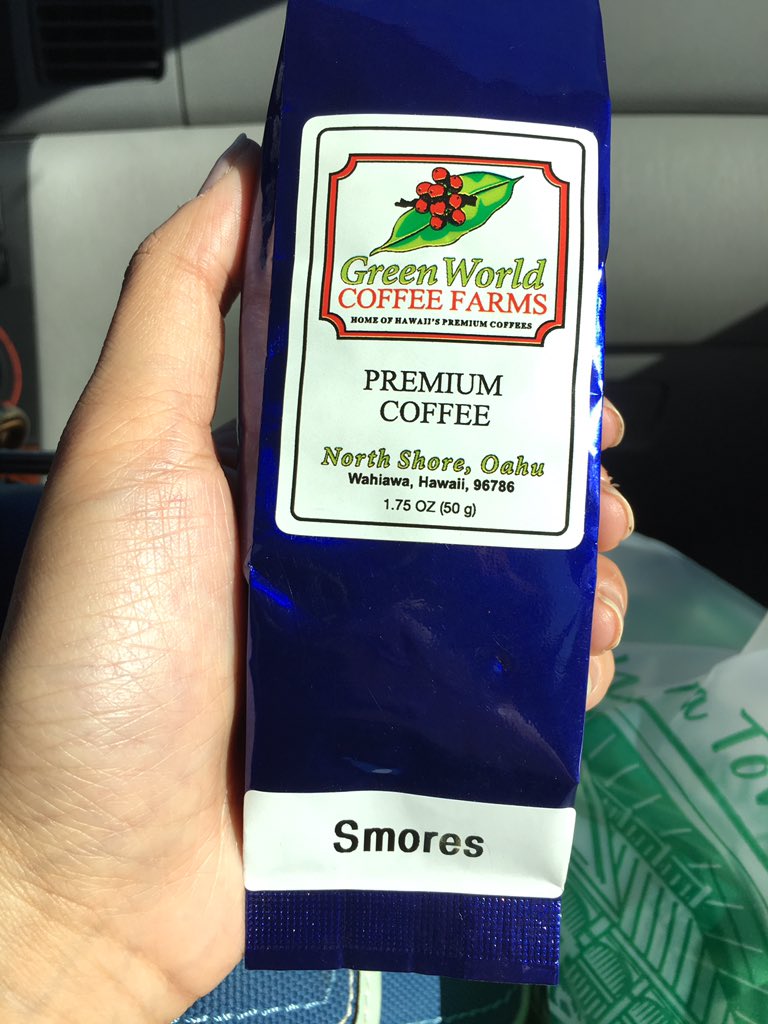 Green World
COFFEE FARMS
HOME OF HAWAII'S PREMIUM COFFEES
PREMIUM
COFFEE
North Shore, Oahu
Wahiawa, Hawaii, 96786
1.75 OZ (50 g)
Smores